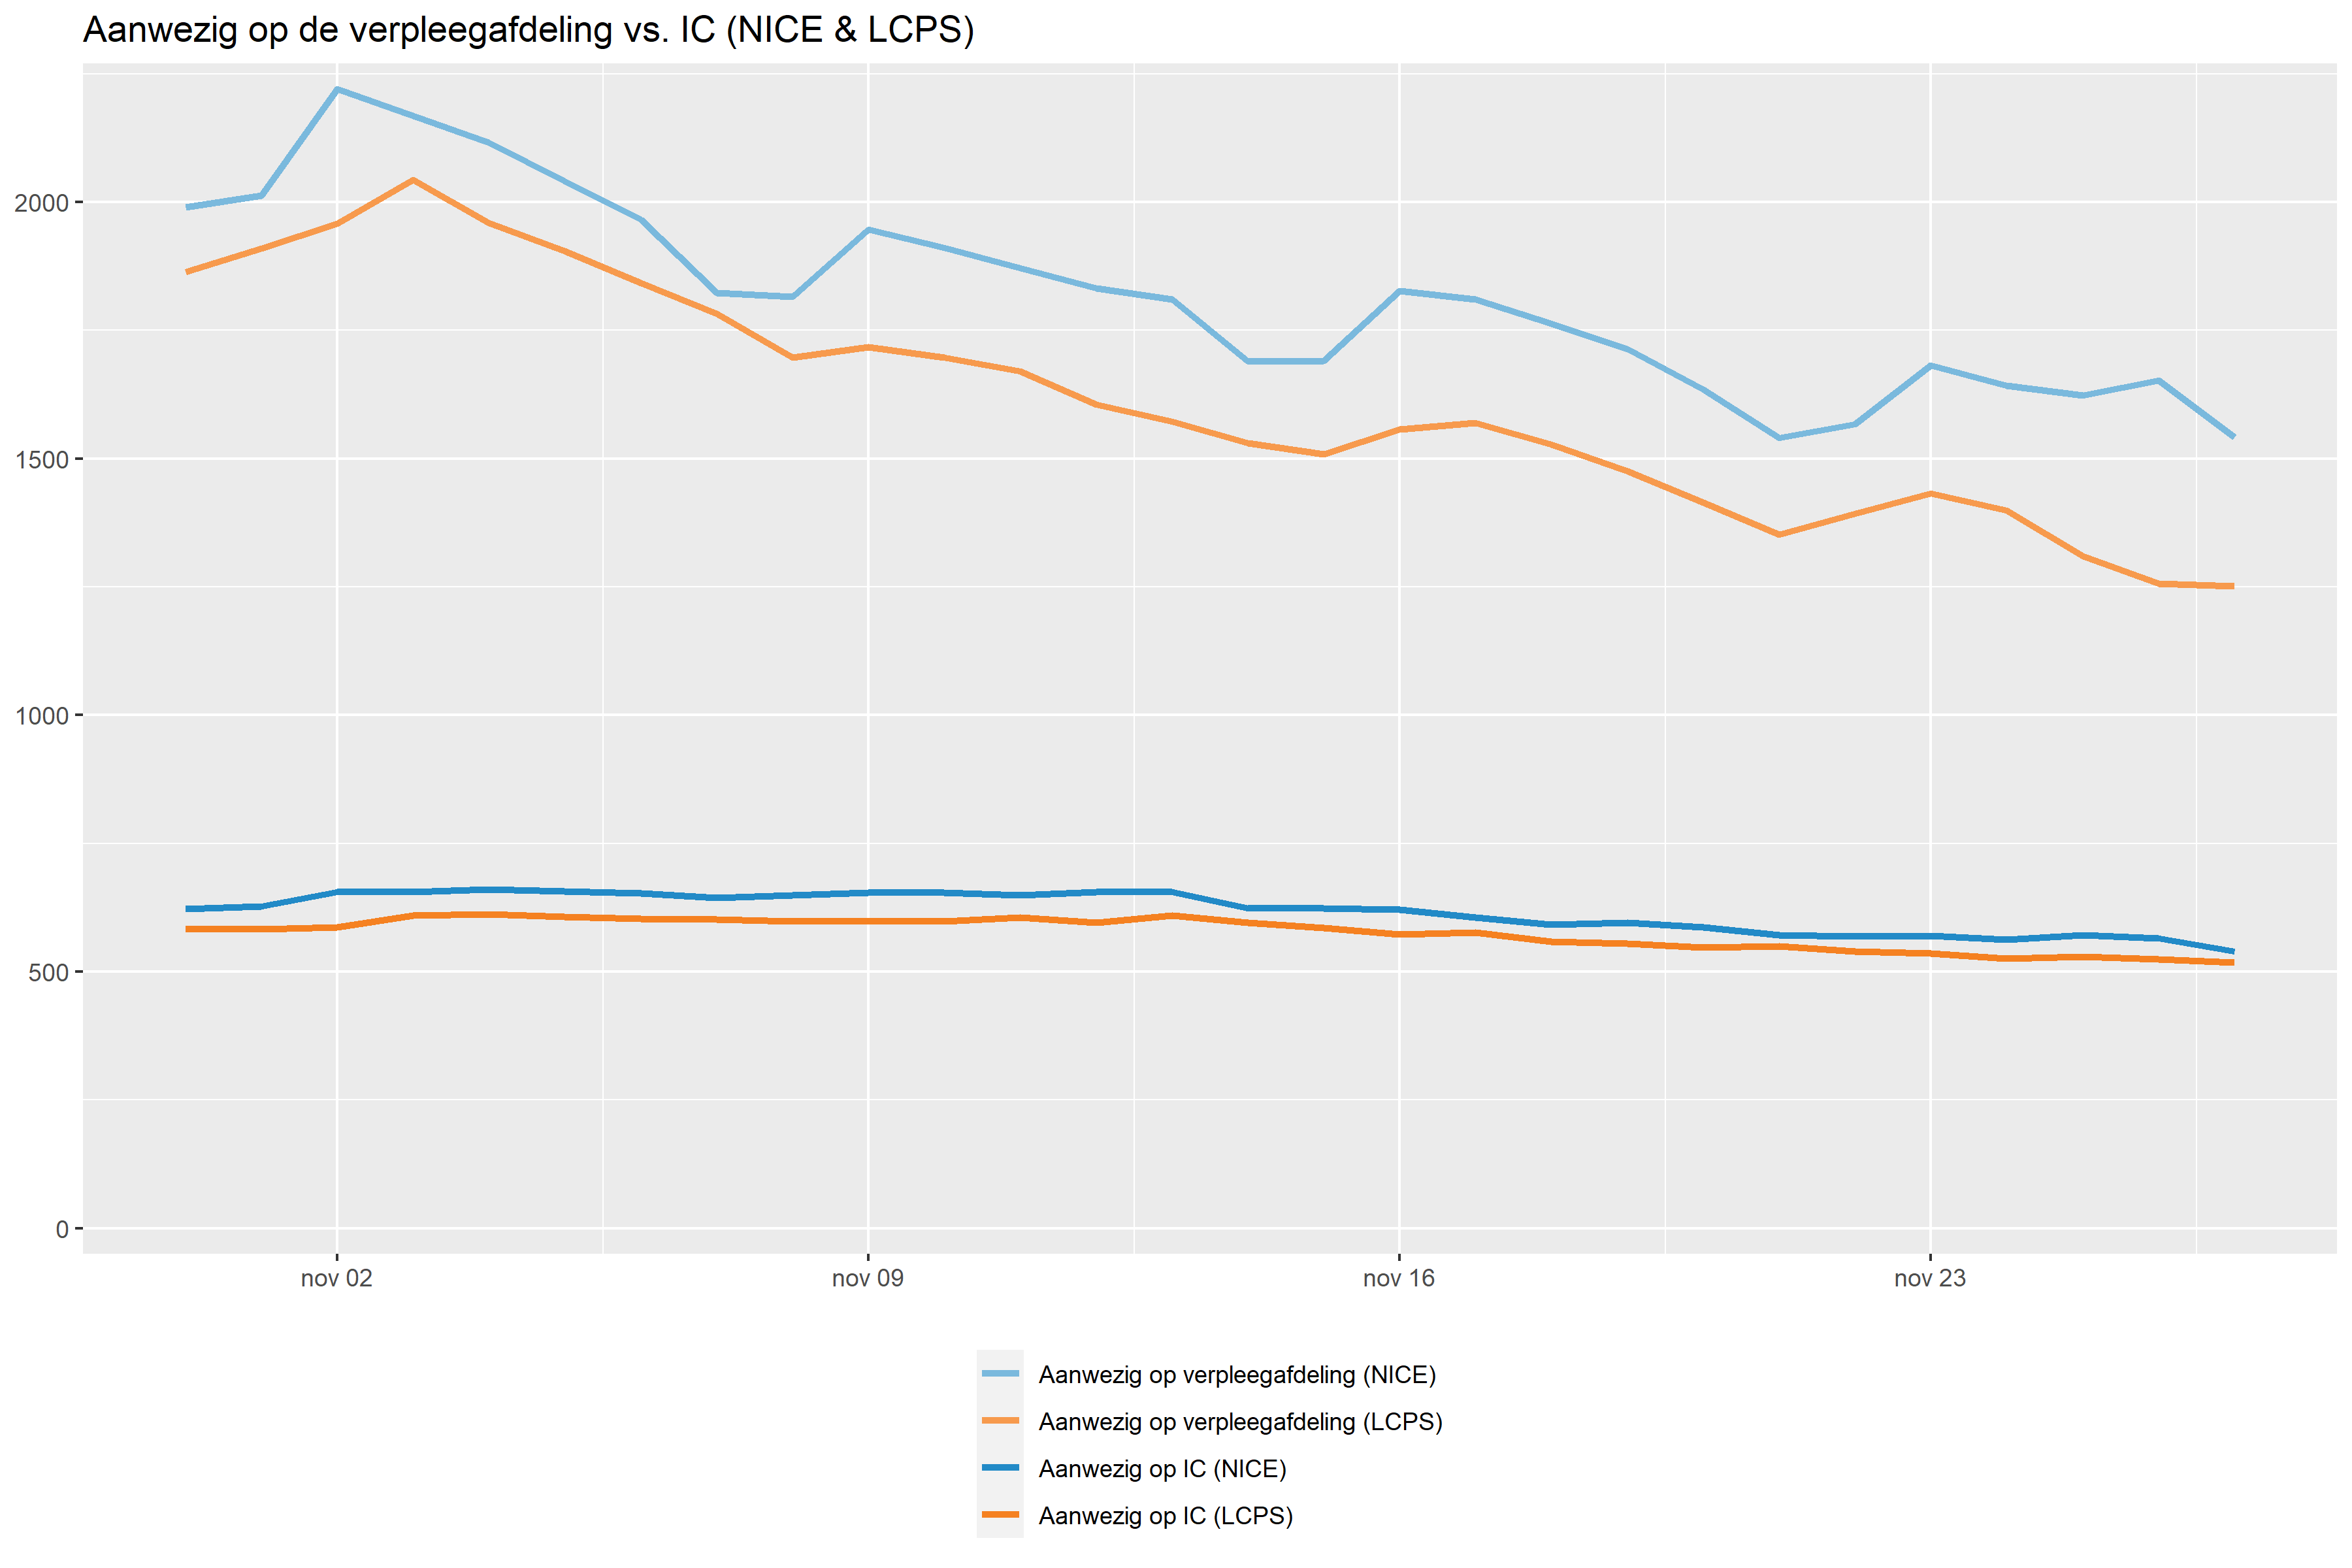 Aanwezig op de verpleegafdeling vs. IC (NICE & LCPS)
2000
1500
1000
500
0
nov 02
nov 09
nov 16
nov 23
Aanwezig op verpleegafdeling (NICE)
Aanwezig op verpleegafdeling (LCPS)
Aanwezig op IC (NICE)
Aanwezig op IC (LCPS)